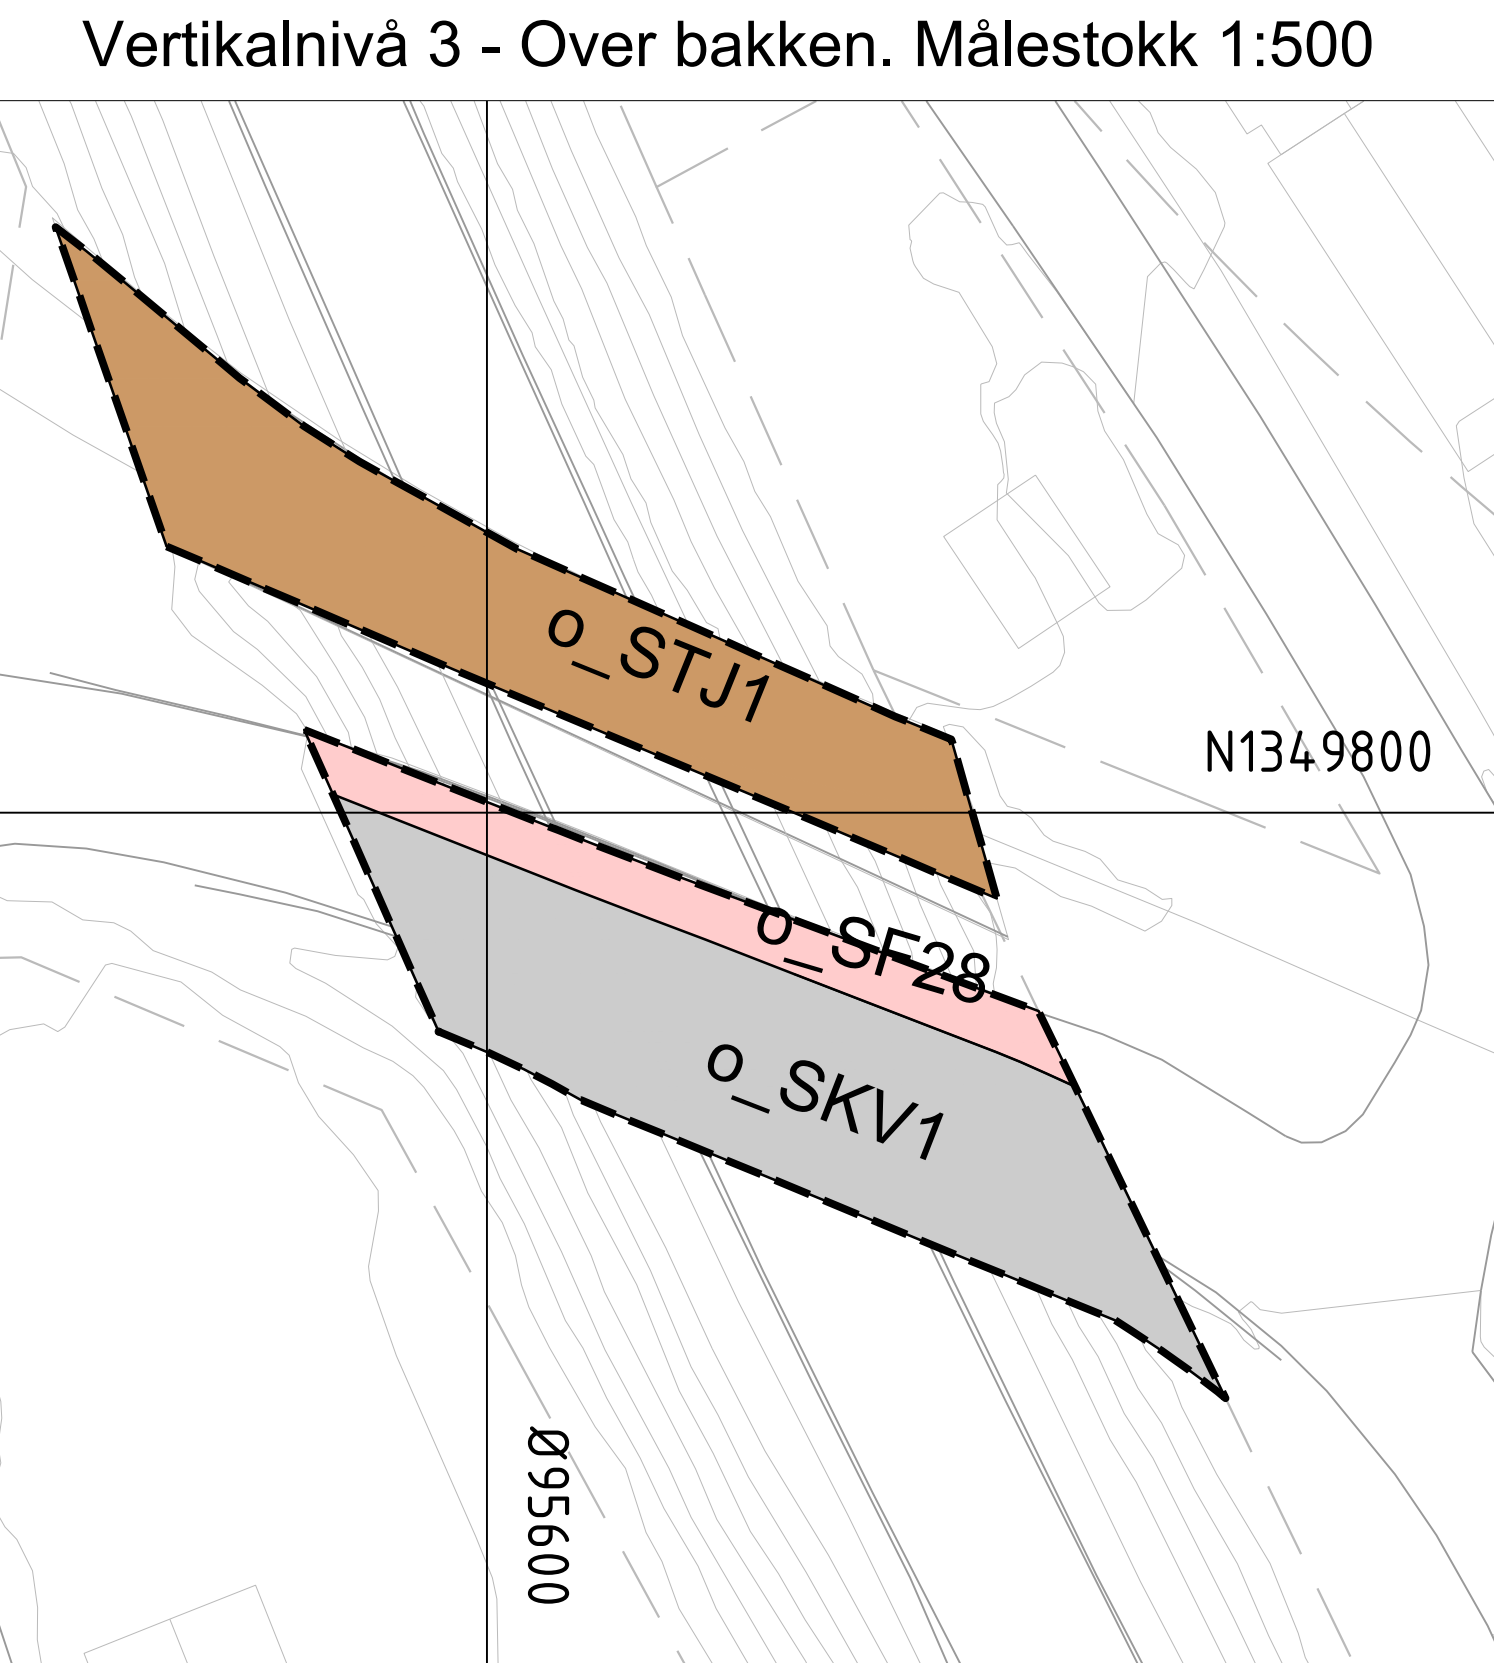 Vertikalnivå 3 - Over bakken. Målestokk 1:500
o_STJ1
N1349800
o_SF28
o_SKV1
Ø95600